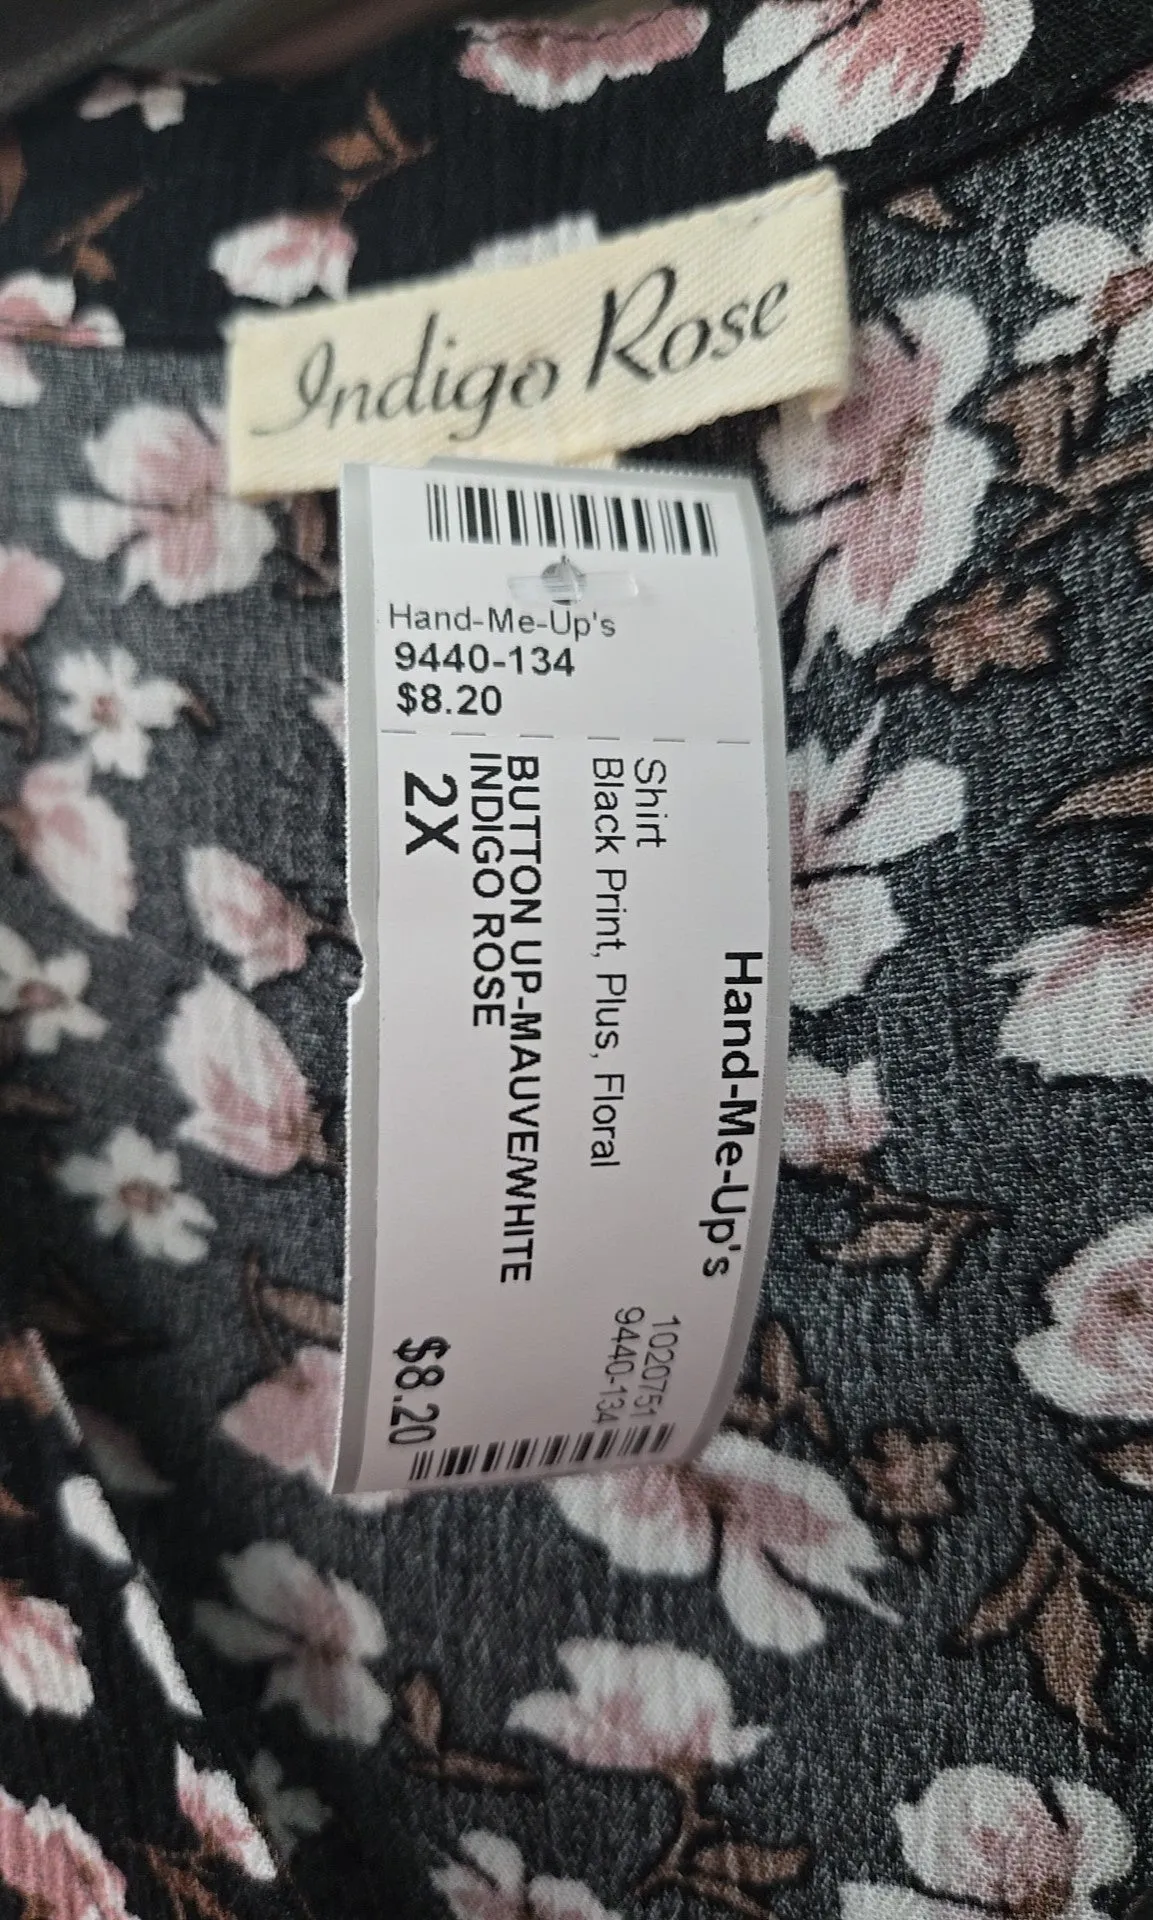 Indigo Rose
Hand-Me-Up's
9440-134
$8.20
Hand-Me-Up's
Shirt
Black Print, Plus, Floral
1020751
9440-134
BUTTON UP-MAUVE/WHITE
INDIGO ROSE
2X
$8.20